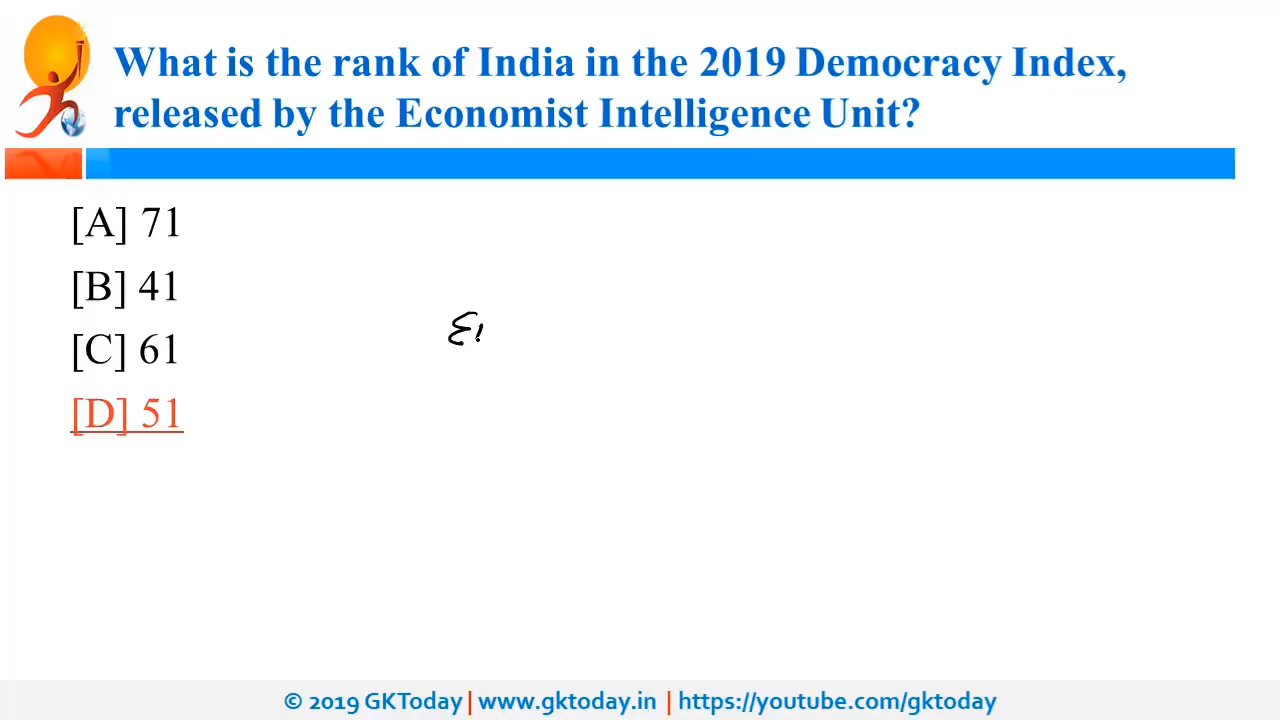 What is the rank of India in the 2019 Democracy Index,
released by the Economist Intelligence Unit?
[A] 71
[B] 41
[C] 61
[D] 51
© 2019 GKToday | www.gktoday.in | https://youtube.com/gktoday